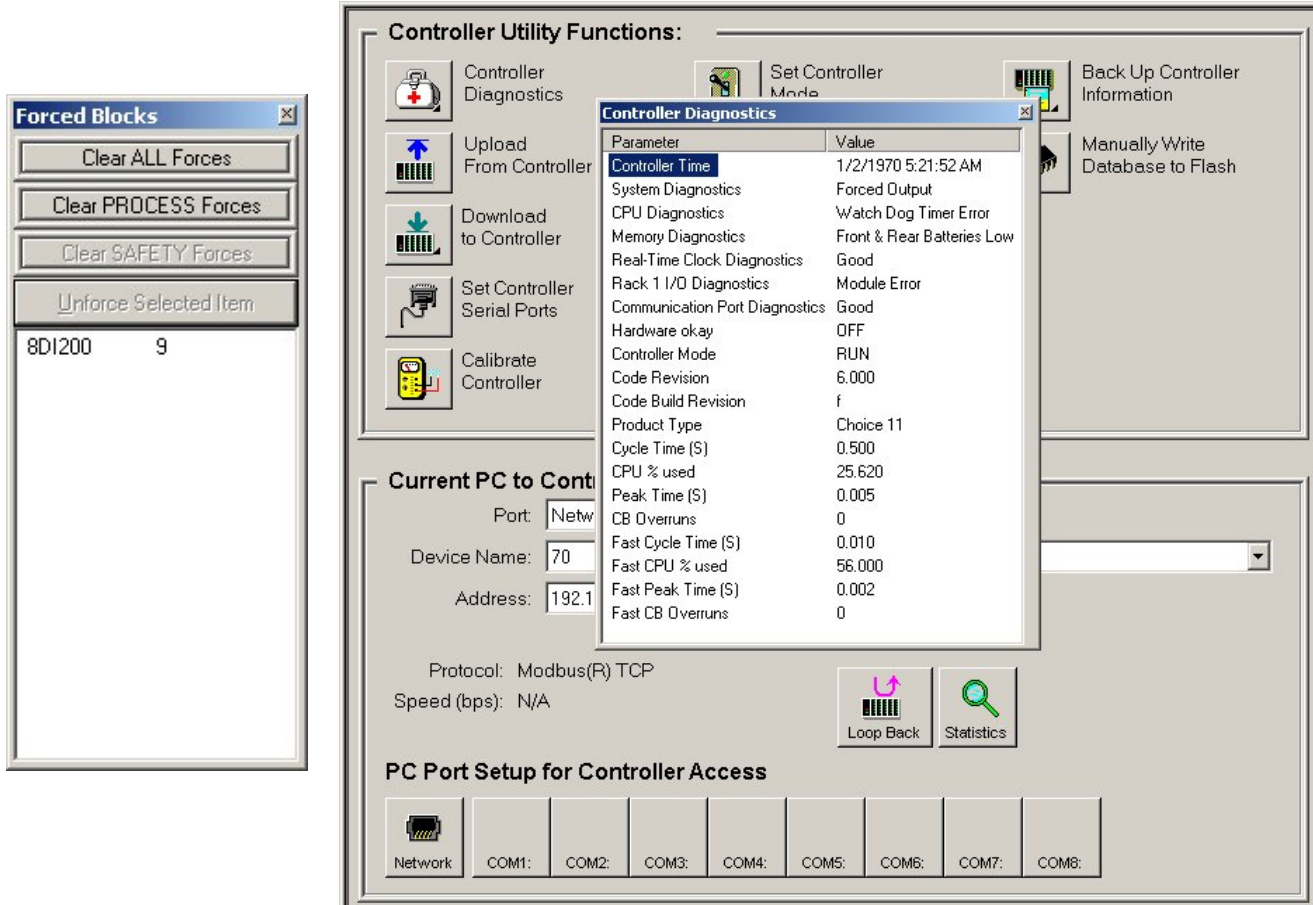 Forced Blocks
Clear ALL Forces
Clear PROCESS Forces
Clear SAFETY Forces
Unforce Selected Item
8DI200 9
Controller Utility Functions:
Controller
Diagnostics
Set Controller
Mode
Back Up Controller
Information
Upload
From Controller
Manually Write
Database to Flash
Download
to Controller
Set Controller
Serial Ports
Calibrate
Controller
Controller Diagnostics
Parameter Value
Controller Time 1/2/1970 5:21:52 AM
System Diagnostics Forced Output
CPU Diagnostics Watch Dog Timer Error
Memory Diagnostics Front & Rear Batteries Low
Real-Time Clock Diagnostics Good
Rack 1 I/O Diagnostics Module Error
Communication Port Diagnostics Good
Hardware okay OFF
Controller Mode RUN
Code Revision 6.000
Code Build Revision f
Product Type Choice 11
Cycle Time (S) 0.500
CPU % used 25.620
Peak Time (S) 0.005
CB Overruns 0
Fast Cycle Time (S) 0.010
Fast CPU % used 56.000
Fast Peak Time (S) 0.002
Fast CB Overruns 0
Current PC to Cont
Port: Netw
Device Name: 70
Address: 192.1
Protocol: Modbus(R) TCP
Speed (bps): N/A
Loop Back
Statistics
PC Port Setup for Controller Access
Network COM1: COM2: COM3: COM4: COM5: COM6: COM7: COM8: